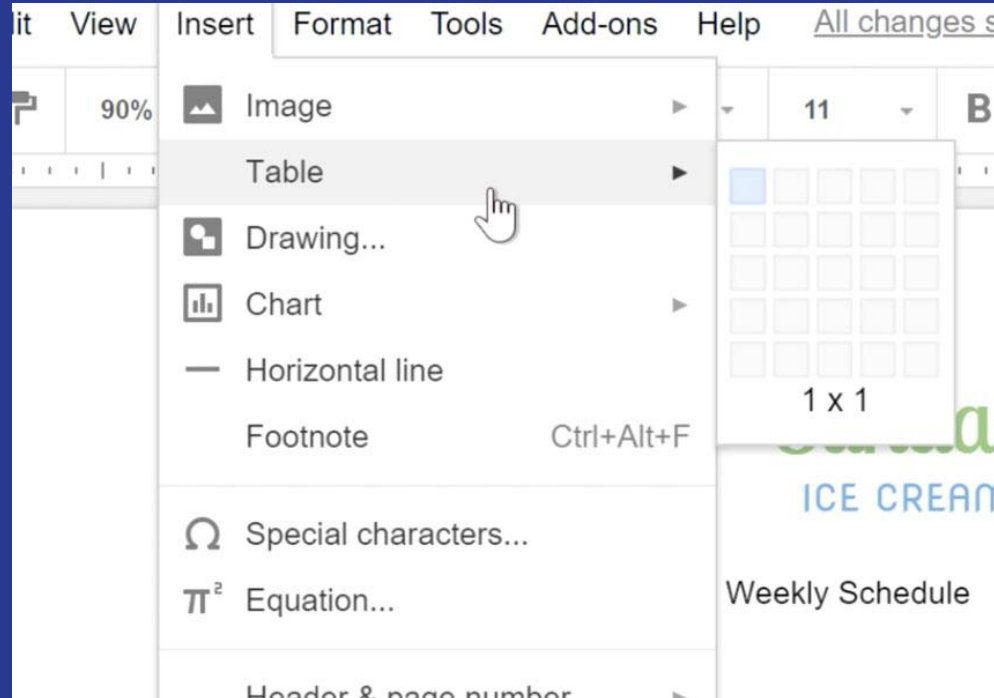 it View Insert Format Tools Add-ons Help All changes s
90% 11 B
Image
Table
Drawing...
Chart
Horizontal line
Footnote Ctrl+Alt+F
1 x 1
ICE CREAM
Special characters...
π² Equation...
Weekly Schedule
Header & page number